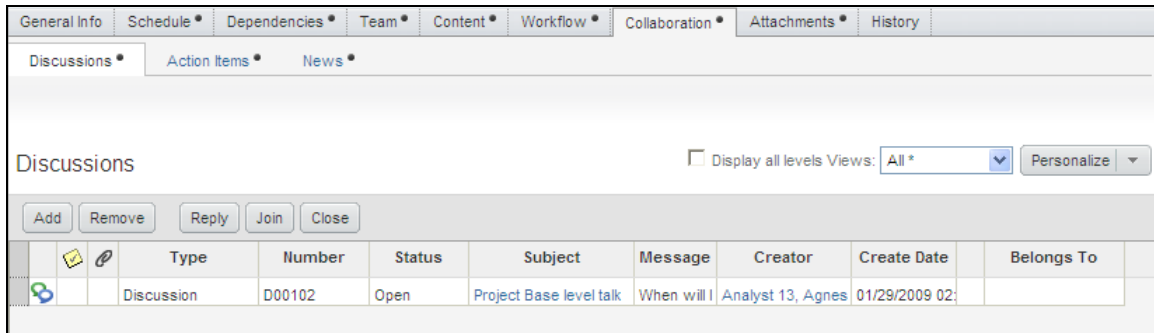 General Info Schedule Dependencies Team Content Workflow Collaboration Attachments History
Discussions Action Items News
Discussions Display all levels Views: All * Personalize
Add Remove Reply Join Close
Type Number Status Subject Message Creator Create Date Belongs To
Discussion D00102 Open Project Base level talk When will I Analyst 13, Agnes 01/29/2009 02: